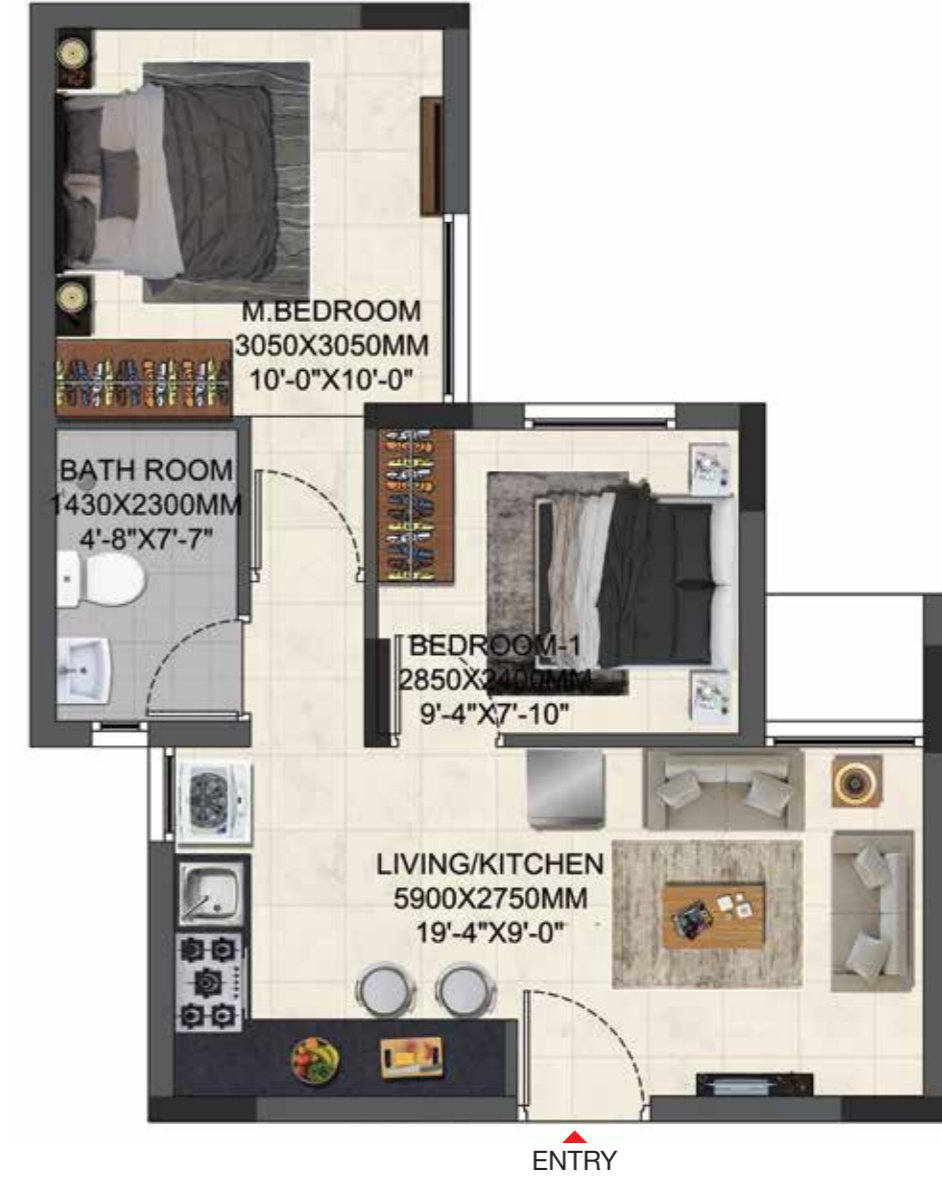 M.BEDROOM
3050X3050MM
10'-0"X10'-0"
BATH ROOM
1430X2300MM
4'-8"X7'-7"
BEDROOM-1
2850X2400MM
9'-4"X7'-10"
LIVING/KITCHEN
5900X2750MM
19'-4"X9'-0"
ENTRY